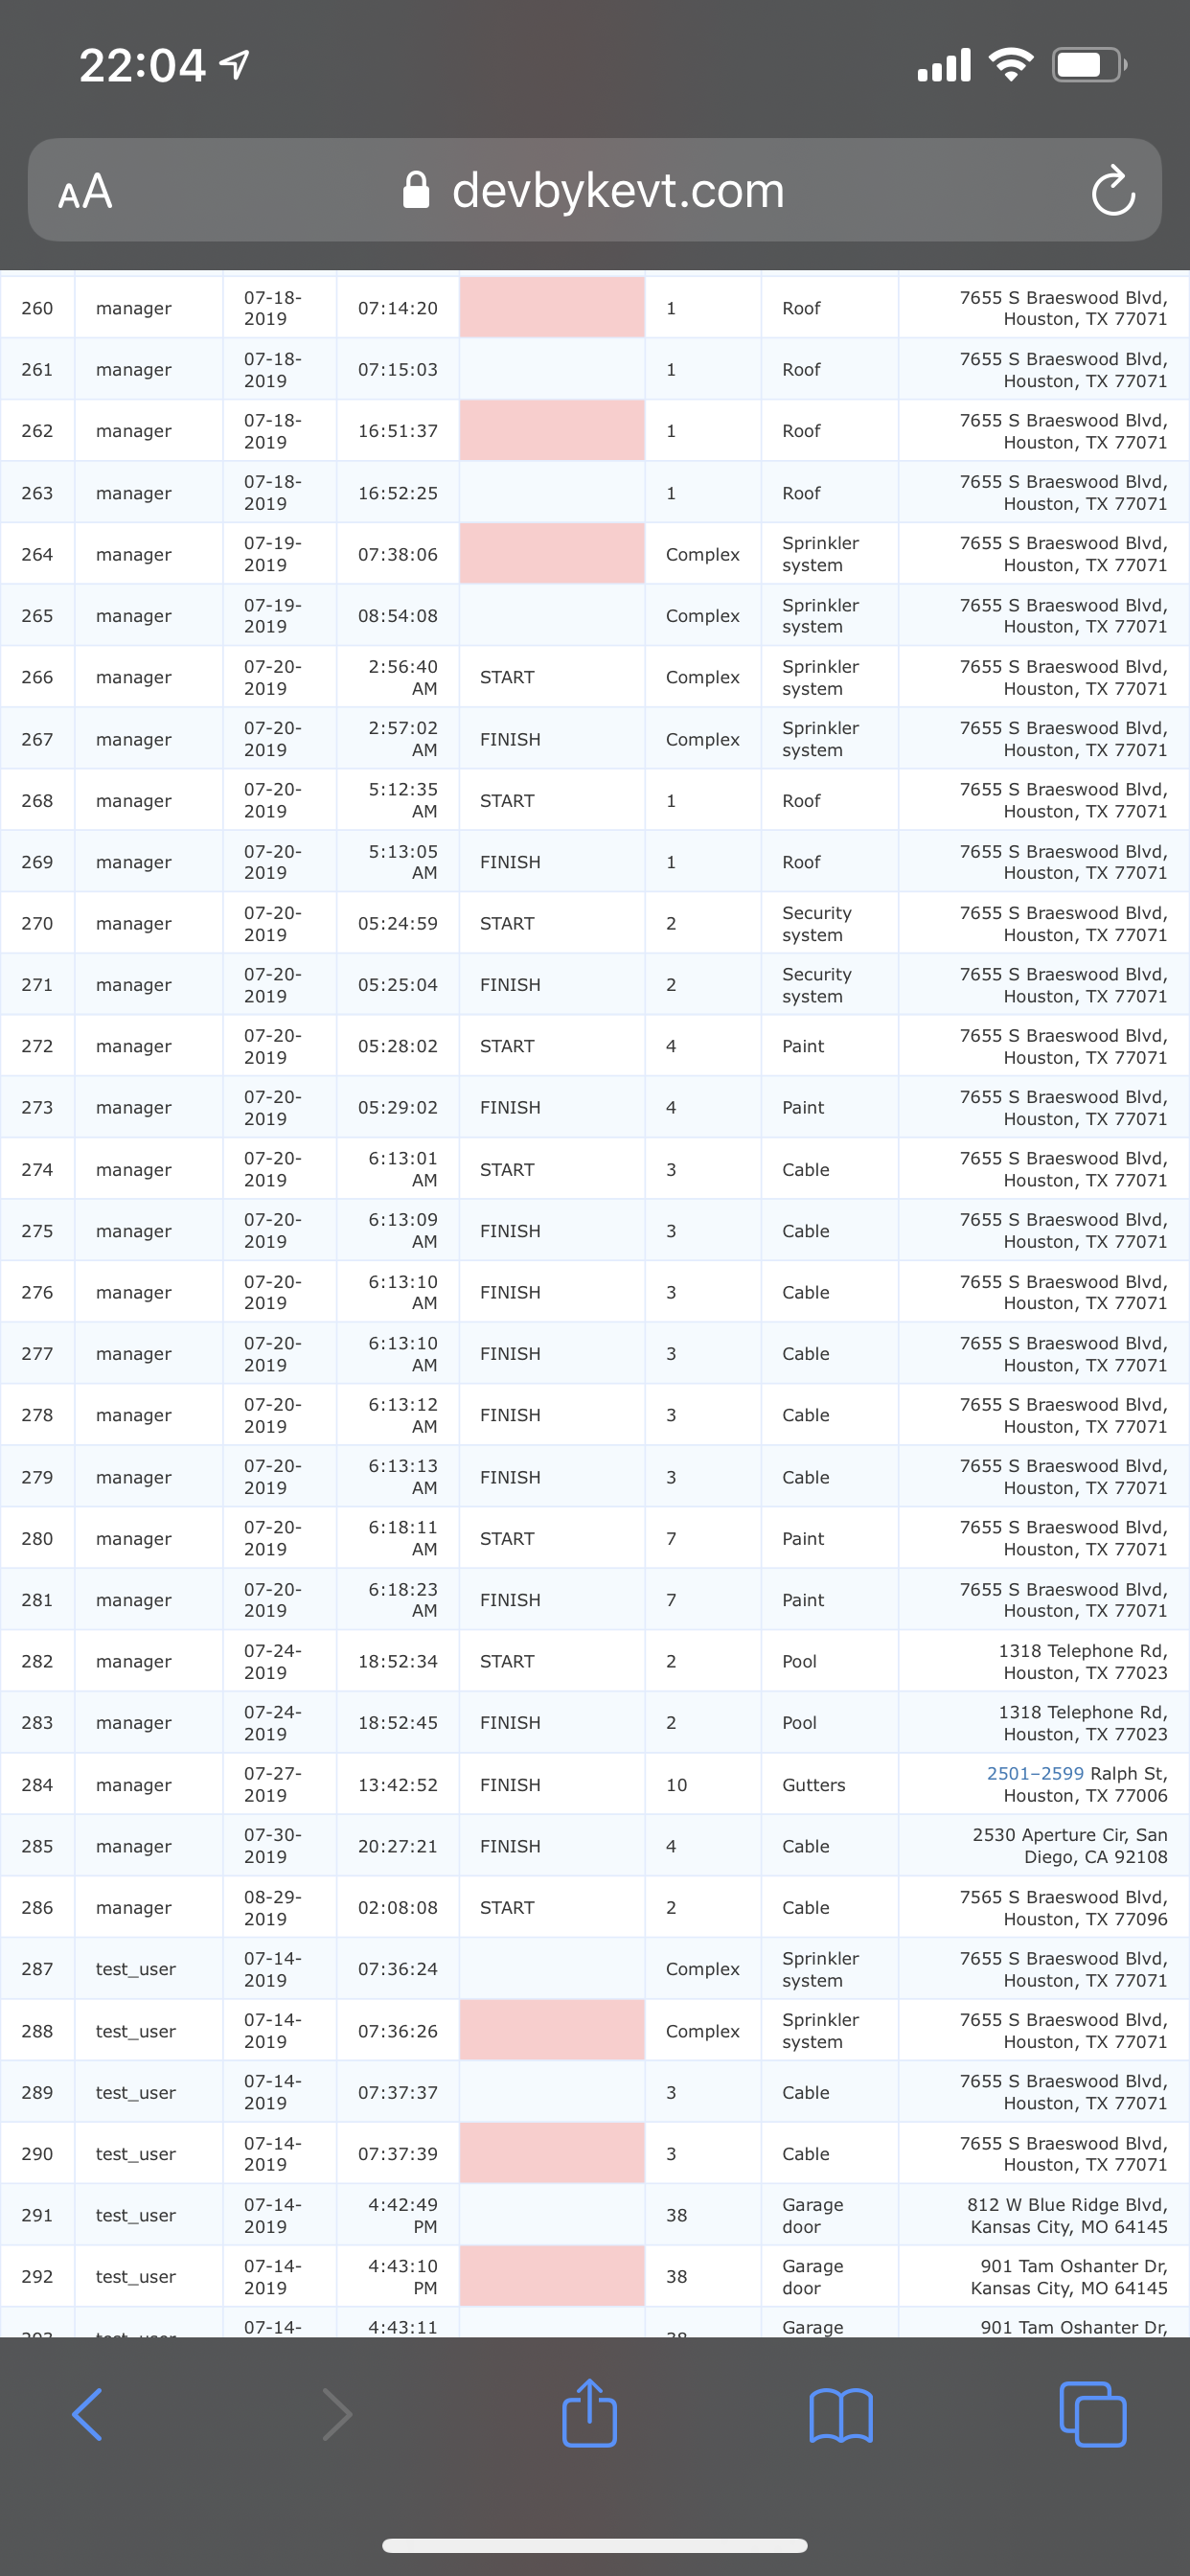 22:04
AA devbykevt.com
260 manager 07-18-2019 07:14:20 1 Roof 7655 S Braeswood Blvd, Houston, TX 77071
261 manager 07-18-2019 07:15:03 1 Roof 7655 S Braeswood Blvd, Houston, TX 77071
262 manager 07-18-2019 16:51:37 1 Roof 7655 S Braeswood Blvd, Houston, TX 77071
263 manager 07-18-2019 16:52:25 1 Roof 7655 S Braeswood Blvd, Houston, TX 77071
264 manager 07-19-2019 07:38:06 Complex Sprinkler system 7655 S Braeswood Blvd, Houston, TX 77071
265 manager 07-19-2019 08:54:08 Complex Sprinkler system 7655 S Braeswood Blvd, Houston, TX 77071
266 manager 07-20-2019 2:56:40 AM START Complex Sprinkler system 7655 S Braeswood Blvd, Houston, TX 77071
267 manager 07-20-2019 2:57:02 AM FINISH Complex Sprinkler system 7655 S Braeswood Blvd, Houston, TX 77071
268 manager 07-20-2019 5:12:35 AM START 1 Roof 7655 S Braeswood Blvd, Houston, TX 77071
269 manager 07-20-2019 5:13:05 AM FINISH 1 Roof 7655 S Braeswood Blvd, Houston, TX 77071
270 manager 07-20-2019 05:24:59 START 2 Security system 7655 S Braeswood Blvd, Houston, TX 77071
271 manager 07-20-2019 05:25:04 FINISH 2 Security system 7655 S Braeswood Blvd, Houston, TX 77071
272 manager 07-20-2019 05:28:02 START 4 Paint 7655 S Braeswood Blvd, Houston, TX 77071
273 manager 07-20-2019 05:29:02 FINISH 4 Paint 7655 S Braeswood Blvd, Houston, TX 77071
274 manager 07-20-2019 6:13:01 AM START 3 Cable 7655 S Braeswood Blvd, Houston, TX 77071
275 manager 07-20-2019 6:13:09 AM FINISH 3 Cable 7655 S Braeswood Blvd, Houston, TX 77071
276 manager 07-20-2019 6:13:10 AM FINISH 3 Cable 7655 S Braeswood Blvd, Houston, TX 77071
277 manager 07-20-2019 6:13:10 AM FINISH 3 Cable 7655 S Braeswood Blvd, Houston, TX 77071
278 manager 07-20-2019 6:13:12 AM FINISH 3 Cable 7655 S Braeswood Blvd, Houston, TX 77071
279 manager 07-20-2019 6:13:13 AM FINISH 3 Cable 7655 S Braeswood Blvd, Houston, TX 77071
280 manager 07-20-2019 6:18:11 AM START 7 Paint 7655 S Braeswood Blvd, Houston, TX 77071
281 manager 07-20-2019 6:18:23 AM FINISH 7 Paint 7655 S Braeswood Blvd, Houston, TX 77071
282 manager 07-24-2019 18:52:34 START 2 Pool 1318 Telephone Rd, Houston, TX 77023
283 manager 07-24-2019 18:52:45 FINISH 2 Pool 1318 Telephone Rd, Houston, TX 77023
284 manager 07-27-2019 13:42:52 FINISH 10 Gutters 2501–2599 Ralph St, Houston, TX 77006
285 manager 07-30-2019 20:27:21 FINISH 4 Cable 2530 Aperture Cir, San Diego, CA 92108
286 manager 08-29-2019 02:08:08 START 2 Cable 7565 S Braeswood Blvd, Houston, TX 77096
287 test_user 07-14-2019 07:36:24 Complex Sprinkler system 7655 S Braeswood Blvd, Houston, TX 77071
288 test_user 07-14-2019 07:36:26 Complex Sprinkler system 7655 S Braeswood Blvd, Houston, TX 77071
289 test_user 07-14-2019 07:37:37 3 Cable 7655 S Braeswood Blvd, Houston, TX 77071
290 test_user 07-14-2019 07:37:39 3 Cable 7655 S Braeswood Blvd, Houston, TX 77071
291 test_user 07-14-2019 4:42:49 PM 38 Garage door 812 W Blue Ridge Blvd, Kansas City, MO 64145
292 test_user 07-14-2019 4:43:10 PM 38 Garage door 901 Tam Oshanter Dr, Kansas City, MO 64145
07-14- 4:43:11 Garage 901 Tam Oshanter Dr,